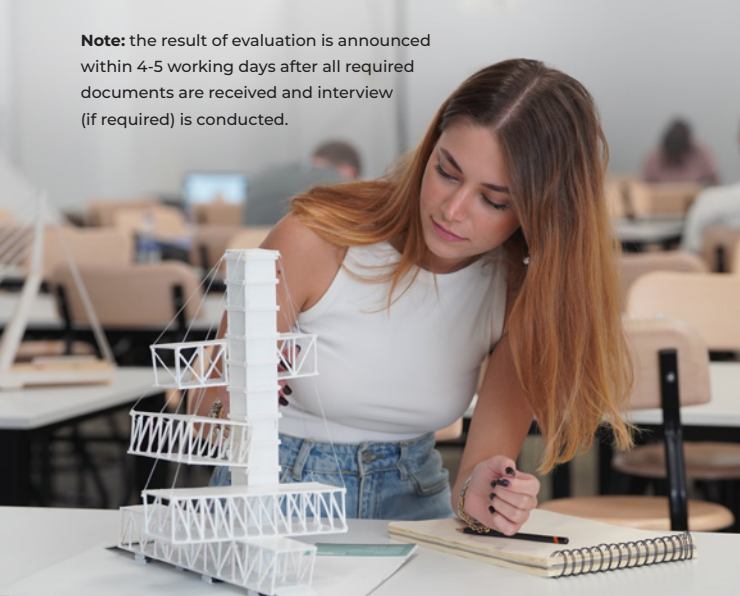 Note: the result of evaluation is announced
within 4-5 working days after all required
documents are received and interview
(if required) is conducted.